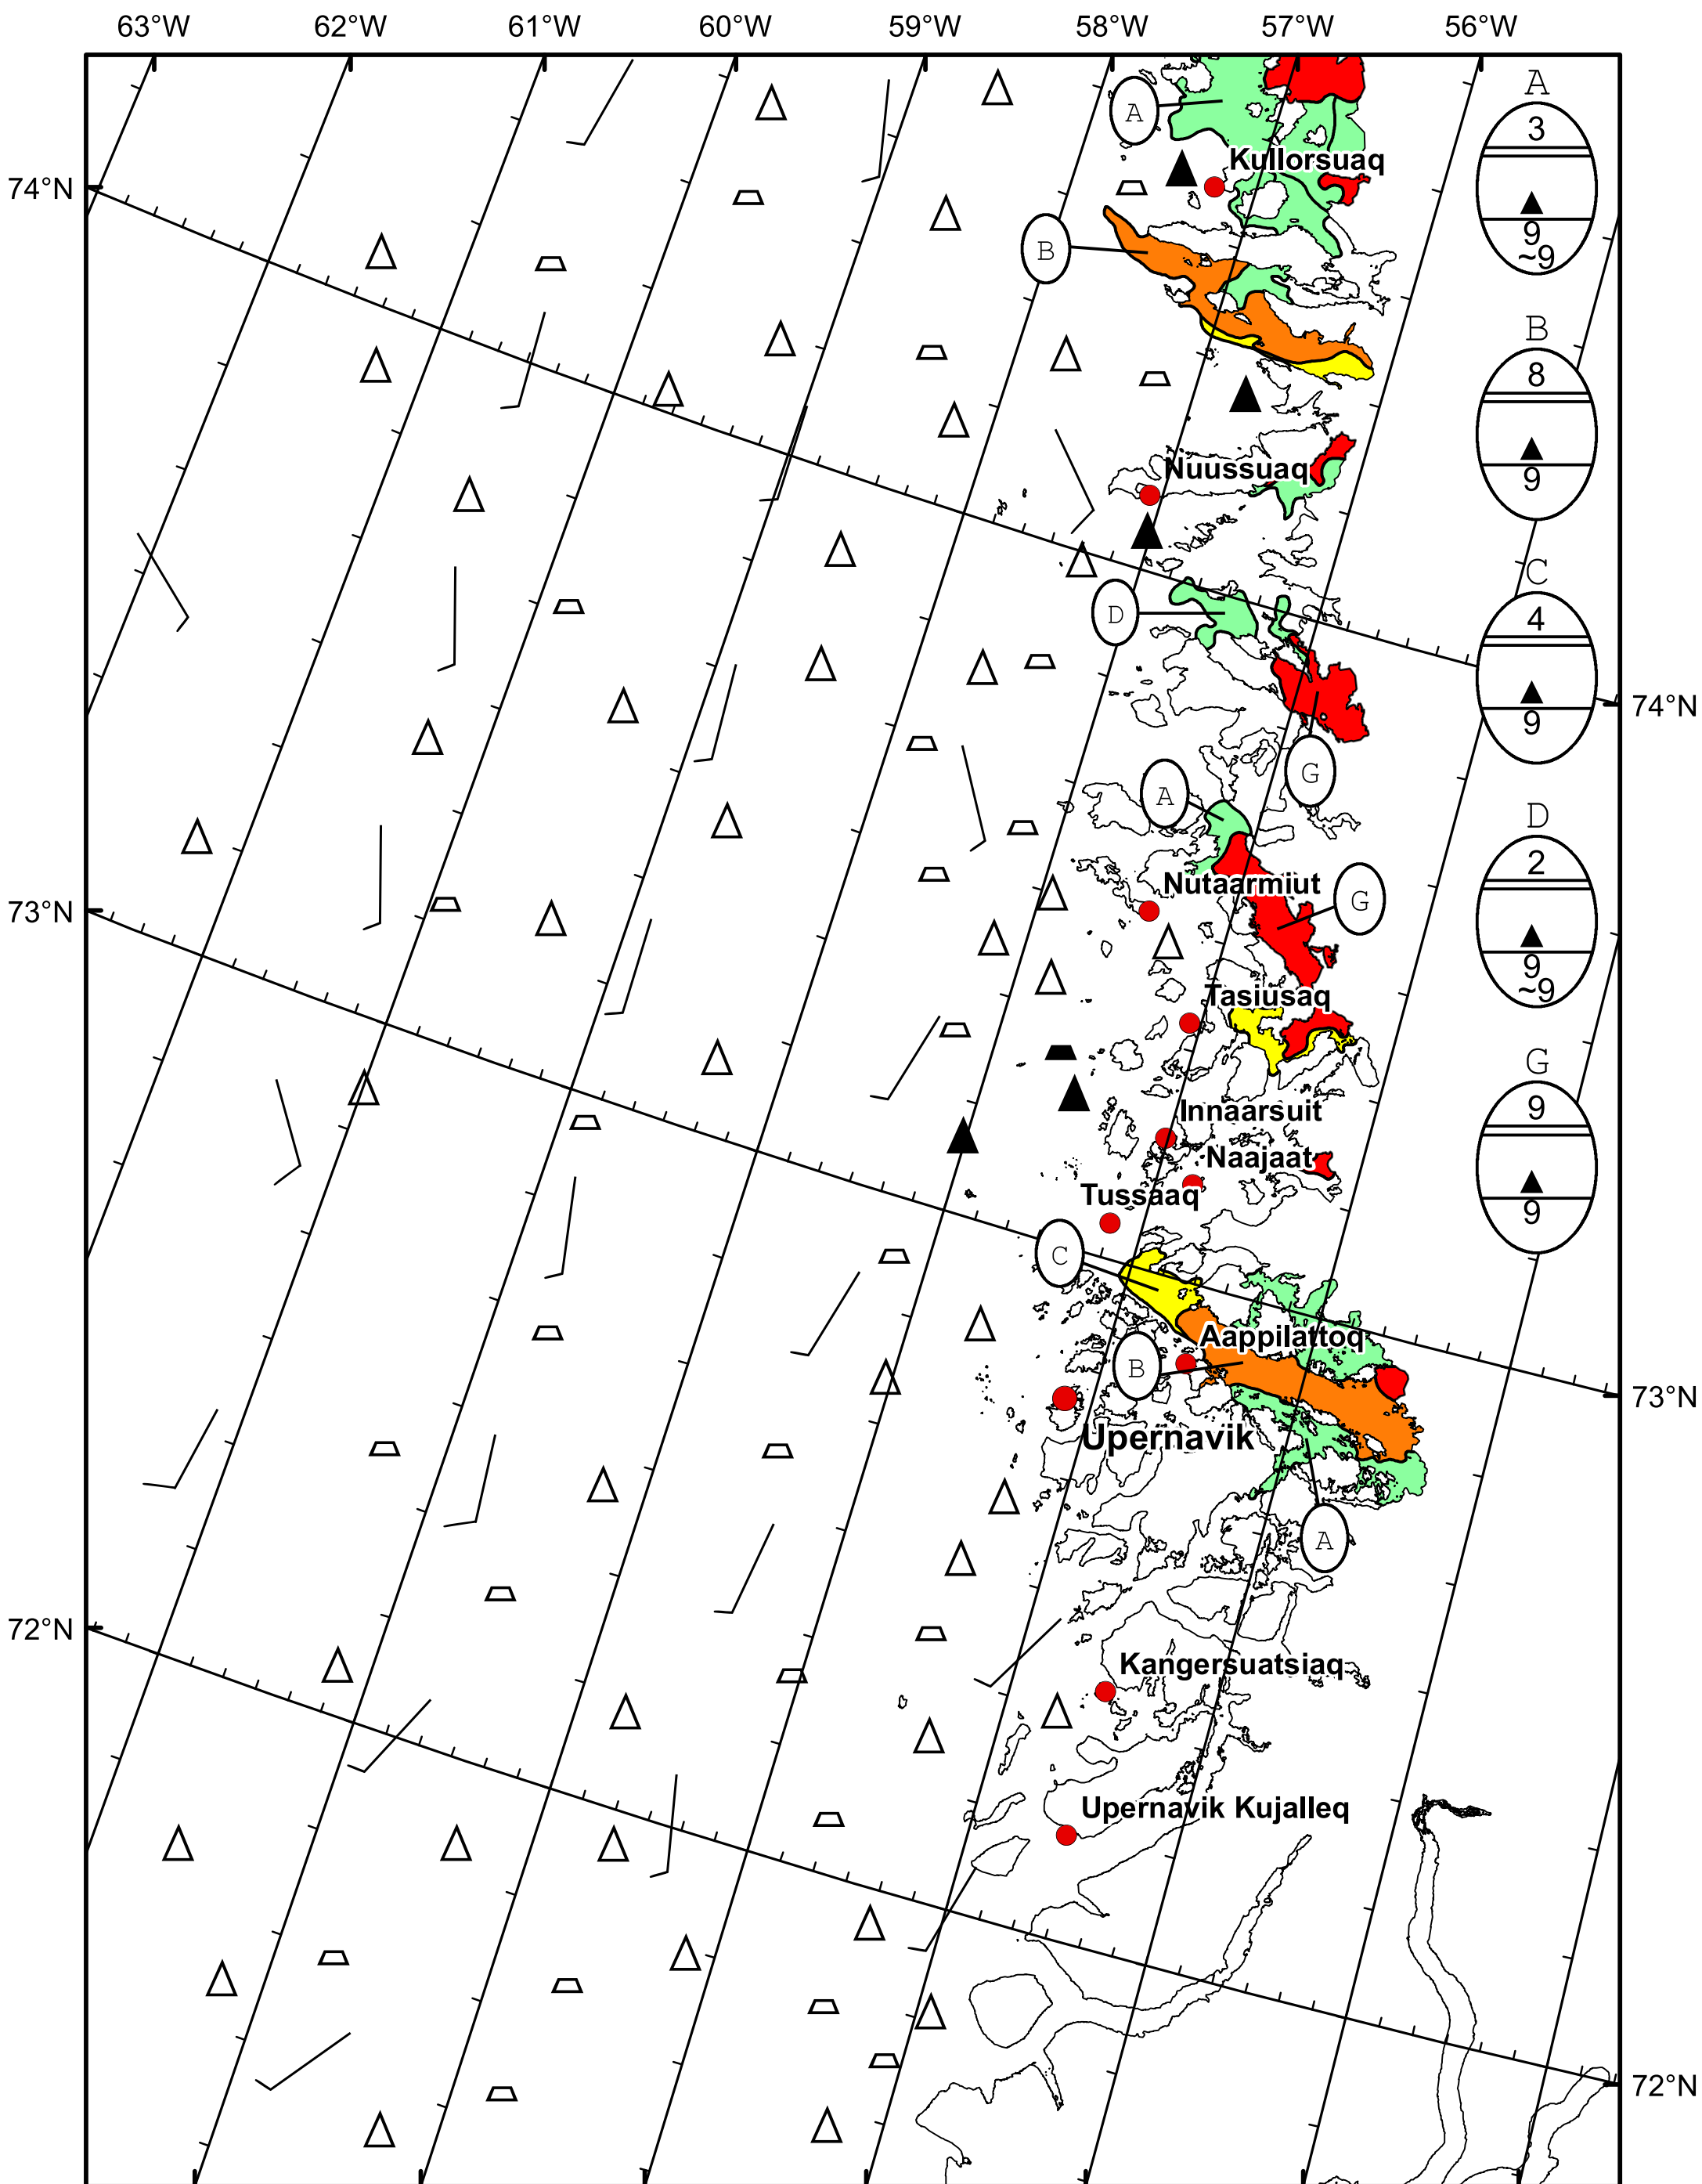 63°W 62°W 61°W 60°W 59°W 58°W 57°W 56°W
A
3
A
9
~9
Kullorsuaq
74°N
B
B
8
9
Nuussuaq
C
4
9
D
G
74°N
A
D
2
9
~9
Nutaarmiut
G
73°N
Tasiusaq
G
9
9
Innaarsuit
Naajaat
Tussaaq
C
Aappilattoq
B
73°N
Upernavik
A
72°N
Kangersuatsiaq
Upernavik Kujalleq
72°N